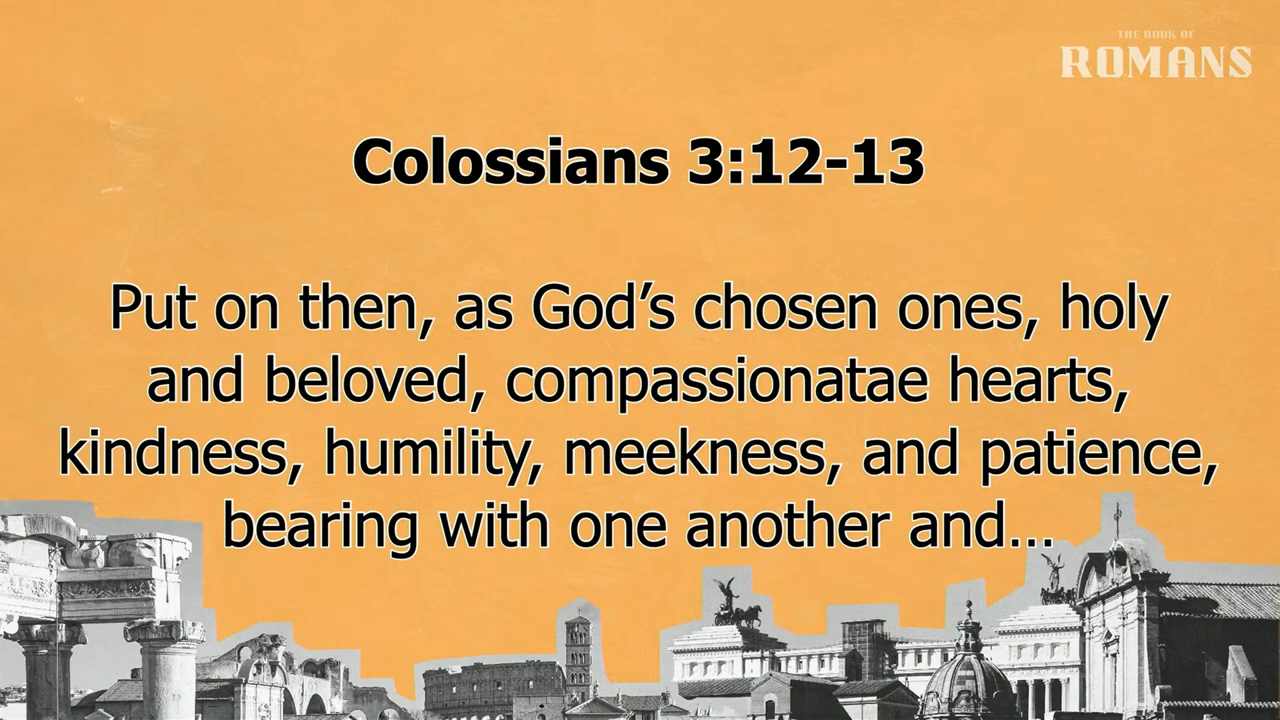 THE BOOK OF
ROMANS
Colossians 3:12-13
Put on then, as God’s chosen ones, holy
and beloved, compassionatae hearts,
kindness, humility, meekness, and patience,
bearing with one another and...